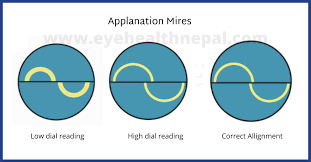 Applanation Mires
www.eyehealthnepal.com
Low dial reading
High dial reading
Correct Allignment